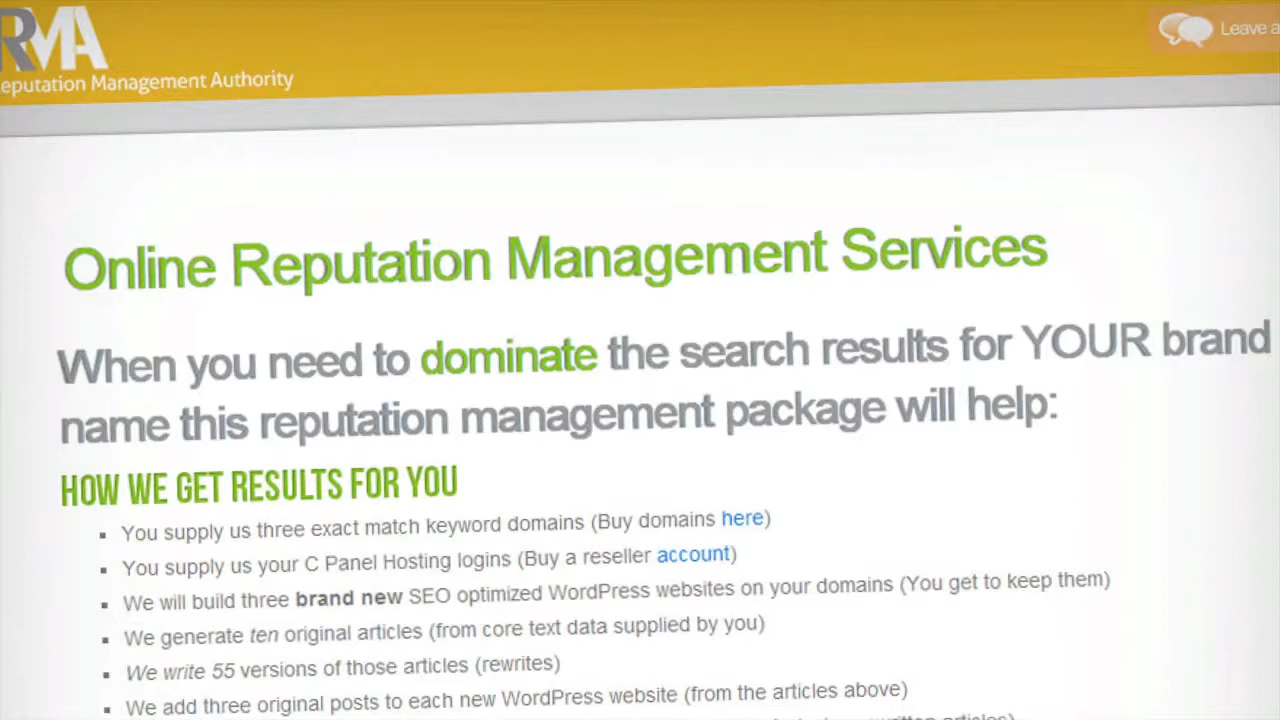 RMA
Leave a
eputation Management Authority
Online Reputation Management Services
When you need to dominate the search results for YOUR brand
name this reputation management package will help:
HOW WE GET RESULTS FOR YOU
▪ You supply us three exact match keyword domains (Buy domains here)
▪ You supply us your C Panel Hosting logins (Buy a reseller account)
▪ We will build three brand new SEO optimized WordPress websites on your domains (You get to keep them)
▪ We generate ten original articles (from core text data supplied by you)
▪ We write 55 versions of those articles (rewrites)
▪ We add three original posts to each new WordPress website (from the articles above)